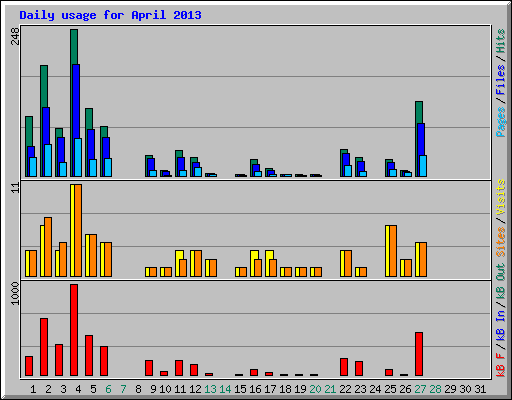 Daily usage for April 2013
248
Pages / Files / Hits
11
Sites / Visits
1000
kB F / kB In / kB Out
1 2 3 4 5 6 7 8 9 10 11 12 13 14 15 16 17 18 19 20 21 22 23 24 25 26 27 28 29 30 31